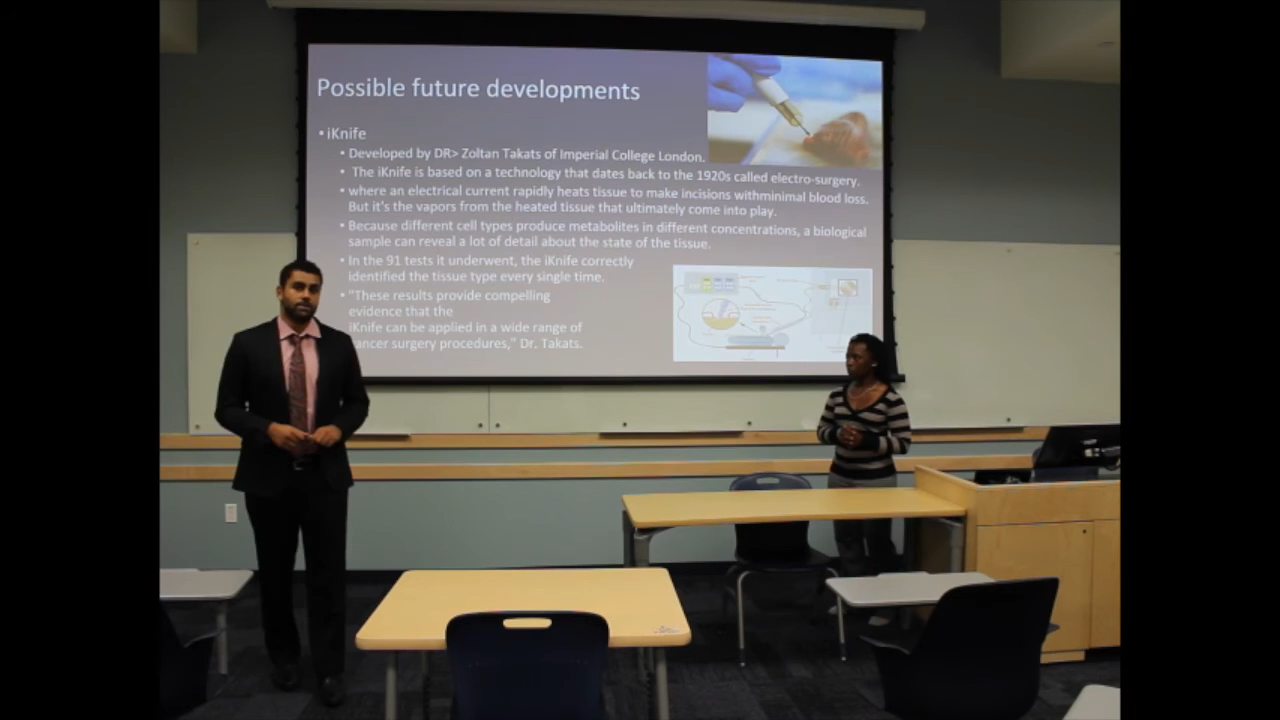 Possible future developments
• iKnife
• Developed by DR> Zoltan Takats of Imperial College London.
• The iKnife is based on a technology that dates back to the 1920s called electro-surgery.
• where an electrical current rapidly heats tissue to make incisions withminimal blood loss.
But it's the vapors from the heated tissue that ultimately come into play.
• Because different cell types produce metabolites in different concentrations, a biological
sample can reveal a lot of detail about the state of the tissue.
• In the 91 tests it underwent, the iKnife correctly
identified the tissue type every single time.
• "These results provide compelling
evidence that the
iKnife can be applied in a wide range of
ancer surgery procedures," Dr. Takats.